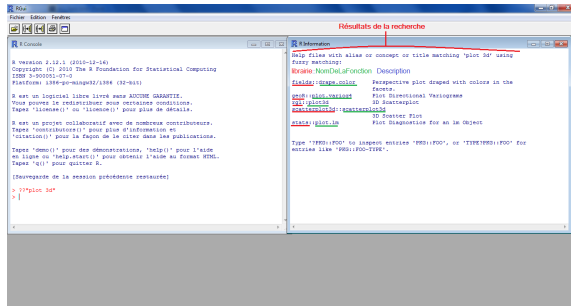 RGui
Fichier Edition Fenêtres
Résultats de la recherche
R Console
R version 2.12.1 (2010-12-16)
Copyright (C) 2010 The R Foundation for Statistical Computing
ISBN 3-900051-07-0
Platform: i386-pc-mingw32/i386 (32-bit)
R est un logiciel libre livré sans AUCUNE GARANTIE.
Vous pouvez le redistribuer sous certaines conditions.
Tapez 'license()' ou 'licence()' pour plus de détails.
R est un projet collaboratif avec de nombreux contributeurs.
Tapez 'contributors()' pour plus d'information et
'citation()' pour la façon de le citer dans les publications.
Tapez 'demo()' pour des démonstrations, 'help()' pour l'aide
en ligne ou 'help.start()' pour obtenir l'aide au format HTML.
Tapez 'q()' pour quitter R.
[Sauvegarde de la session précédente restaurée]
> ??"plot 3d"
>
R Information
Help files with alias or concept or title matching 'plot 3d' using
fuzzy matching:
librairie:NomDeLaFonction Description
fields::drape.color Perspective plot draped with colors in the
facets.
geoR::plot.variog4 Plot Directional Variograms
rgl::plot3d 3D Scatterplot
scatterplot3d::scatterplot3d
3D Scatter Plot
stats::plot.lm Plot Diagnostics for an lm Object
Type '?PKG::FOO' to inspect entries 'PKG::FOO', or 'TYPE?PKG::FOO' for
entries like 'PKG::FOO-TYPE'.